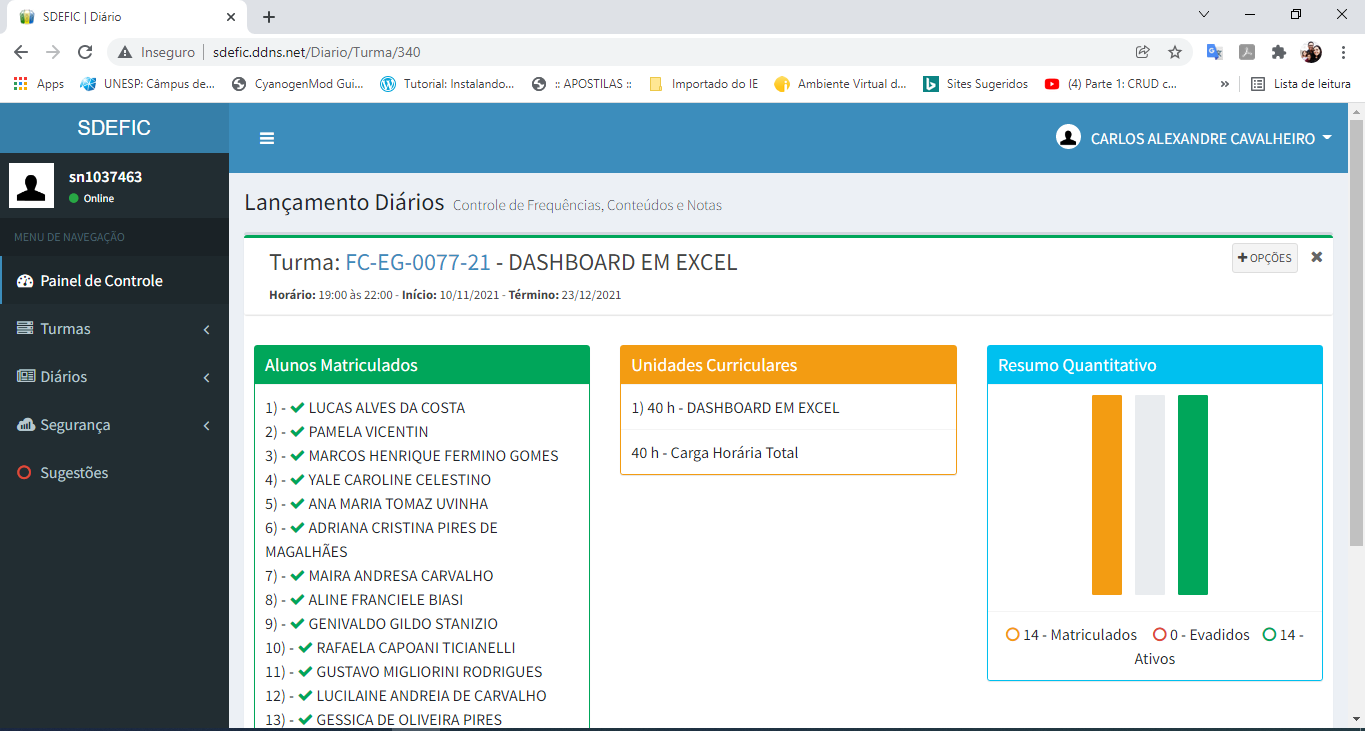 SDEFIC | Diário
Inseguro
sdefic.ddns.net/Diario/Turma/340
Apps
UNESP: Câmpus de...
CyanogenMod Gui...
Tutorial: Instalando...
:: APOSTILAS ::
Importado do IE
Ambiente Virtual d...
Sites Sugeridos
(4) Parte 1: CRUD c...
»
Lista de leitura
SDEFIC
CARLOS ALEXANDRE CAVALHEIRO
sn1037463
Online
MENU DE NAVEGAÇÃO
Painel de Controle
Turmas
Diários
Segurança
Sugestões
Lançamento Diários Controle de Frequências, Conteúdos e Notas
Turma: FC-EG-0077-21 - DASHBOARD EM EXCEL
+ OPÇÕES
Horário: 19:00 às 22:00 - Início: 10/11/2021 - Término: 23/12/2021
Alunos Matriculados
1) - LUCAS ALVES DA COSTA
2) - PAMELA VICENTIN
3) - MARCOS HENRIQUE FERMINO GOMES
4) - YALE CAROLINE CELESTINO
5) - ANA MARIA TOMAZ UVINHA
6) - ADRIANA CRISTINA PIRES DE
MAGALHÃES
7) - MAIRA ANDRESA CARVALHO
8) - ALINE FRANCIELE BIASI
9) - GENIVALDO GILDO STANIZIO
10) - RAFAELA CAPOANI TICIANELLI
11) - GUSTAVO MIGLIORINI RODRIGUES
12) - LUCILAINE ANDREIA DE CARVALHO
13) - GESSICA DE OLIVEIRA PIRES
Unidades Curriculares
1) 40 h - DASHBOARD EM EXCEL
40 h - Carga Horária Total
Resumo Quantitativo
14 - Matriculados 0 - Evadidos 14 -
Ativos